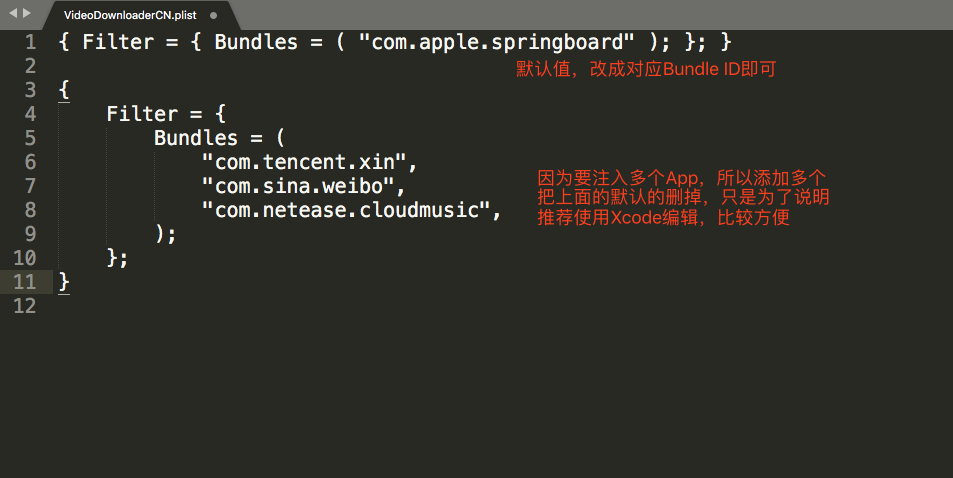 VideoDownloaderCN.plist
1 { Filter = { Bundles = ( "com.apple.springboard" ); }; }
2 默认值，改成对应Bundle ID即可
3 {
4 Filter = {
5 Bundles = (
6 "com.tencent.xin",
因为要注入多个App，所以添加多个
7 "com.sina.weibo",
把上面的默认的删掉，只是为了说明
8 "com.netease.cloudmusic",
推荐使用Xcode编辑，比较方便
9 );
10 };
11 }
12